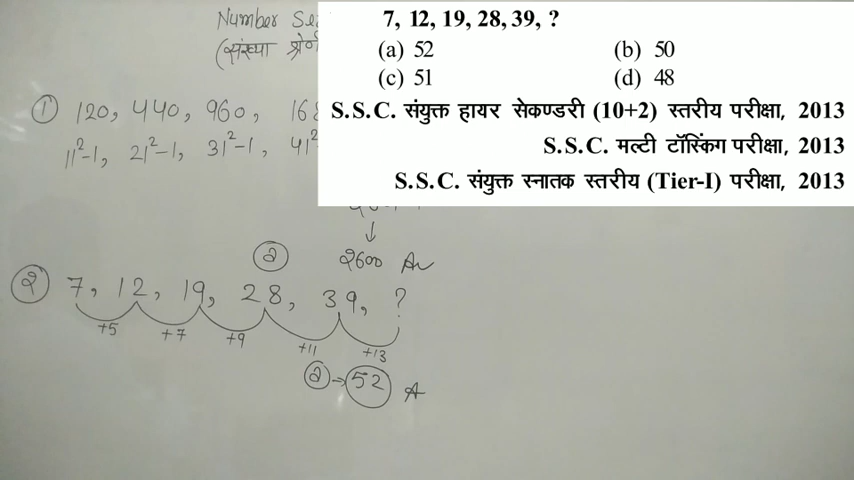 Number Se
(संख्या श्रेणी
7, 12, 19, 28, 39, ?
(a) 52 (b) 50
(c) 51 (d) 48
S.S.C. संयुक्त हायर सेकण्डरी (10+2) स्तरीय परीक्षा, 2013
S.S.C. मल्टी टॉस्किंग परीक्षा, 2013
S.S.C. संयुक्त स्नातक स्तरीय (Tier-I) परीक्षा, 2013
① 120, 440, 960, 168
11²-1, 21²-1, 31²-1, 41²
↓
a 2600 An
२ 7, 12, 19, 28, 39, ?
+5 +7 +9 +11 +13
a → 52 A